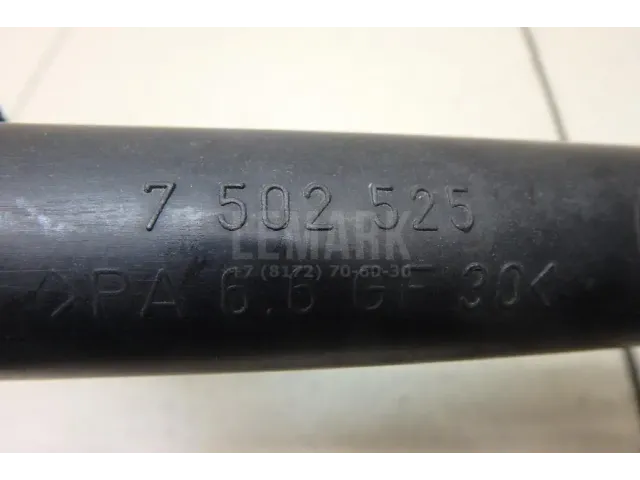 7 502 525
LEMARK
+7 (8172) 70-60-30
>PA 6.6 GF 30<